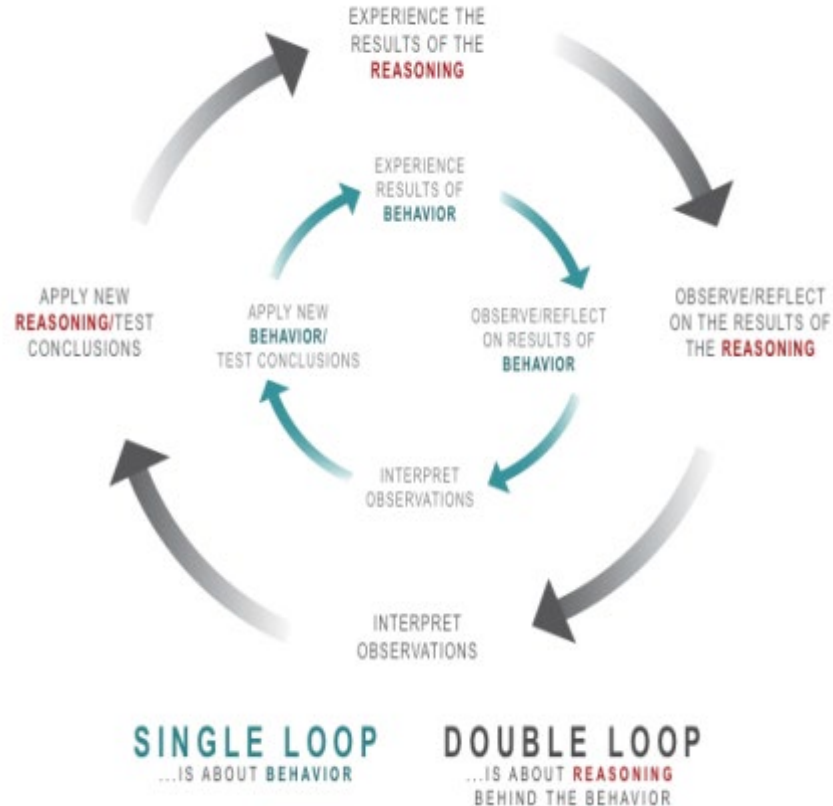 EXPERIENCE THE
RESULTS OF THE
REASONING
EXPERIENCE
RESULTS OF
BEHAVIOR
APPLY NEW
REASONING/TEST
CONCLUSIONS
APPLY NEW
BEHAVIOR/
TEST CONCLUSIONS
OBSERVE/REFLECT
ON RESULTS OF
BEHAVIOR
OBSERVE/REFLECT
ON THE RESULTS OF
THE REASONING
INTERPRET
OBSERVATIONS
INTERPRET
OBSERVATIONS
SINGLE LOOP
...IS ABOUT BEHAVIOR
DOUBLE LOOP
...IS ABOUT REASONING
BEHIND THE BEHAVIOR